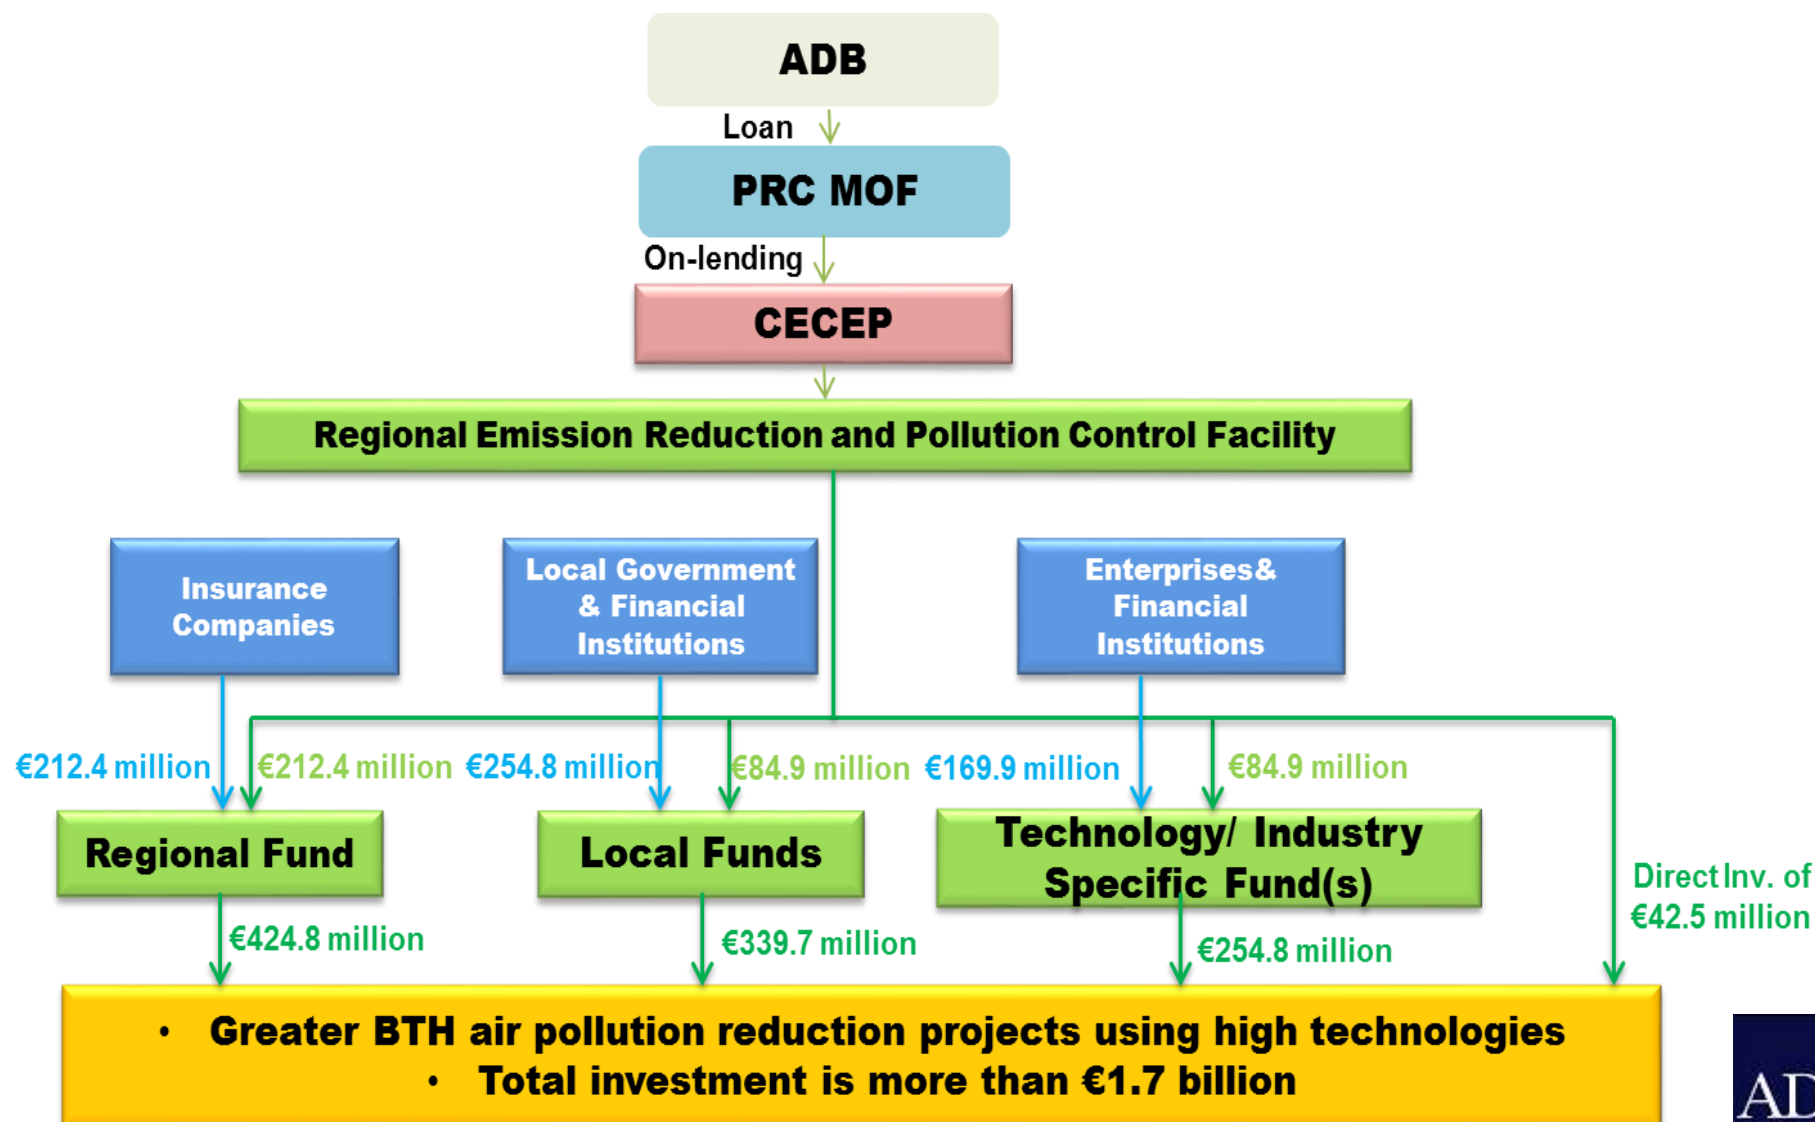 ADB
Loan
PRC MOF
On-lending
CECEP
Regional Emission Reduction and Pollution Control Facility
Insurance
Companies
Local Government
& Financial
Institutions
Enterprises&
Financial
Institutions
€212.4 million
€212.4 million
€254.8 million
€84.9 million
€169.9 million
€84.9 million
Regional Fund
Local Funds
Technology/ Industry
Specific Fund(s)
Direct Inv. of
€42.5 million
€424.8 million
€339.7 million
€254.8 million
• Greater BTH air pollution reduction projects using high technologies
• Total investment is more than €1.7 billion
AD